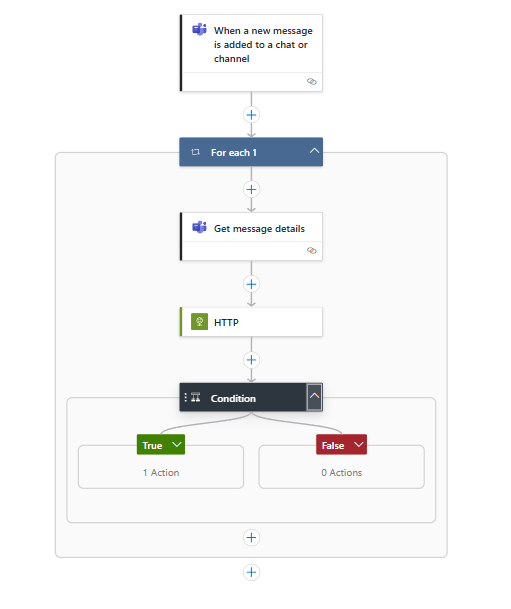 When a new message
is added to a chat or
channel
For each 1
Get message details
HTTP
Condition
True
False
1 Action
0 Actions